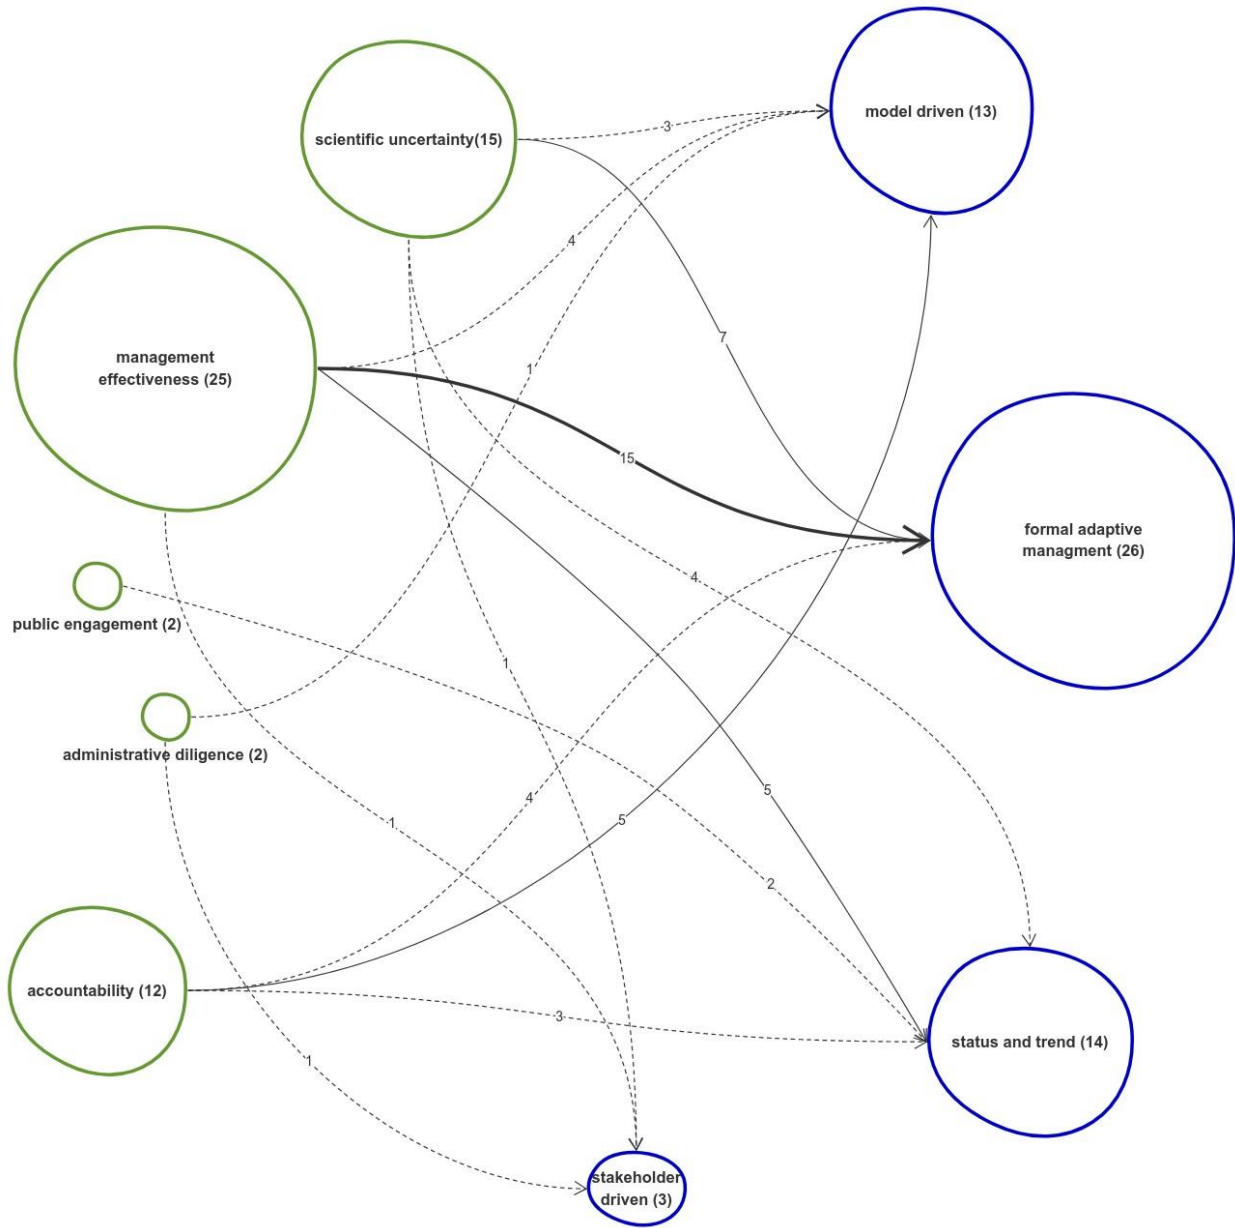 model driven (13)
scientific uncertainty(15)
3
4
7
management
effectiveness (25)
1
15
formal adaptive
managment (26)
4
public engagement (2)
1
administrative diligence (2)
5
4
5
1
2
accountability (12)
3
status and trend (14)
1
stakeholder
driven (3)